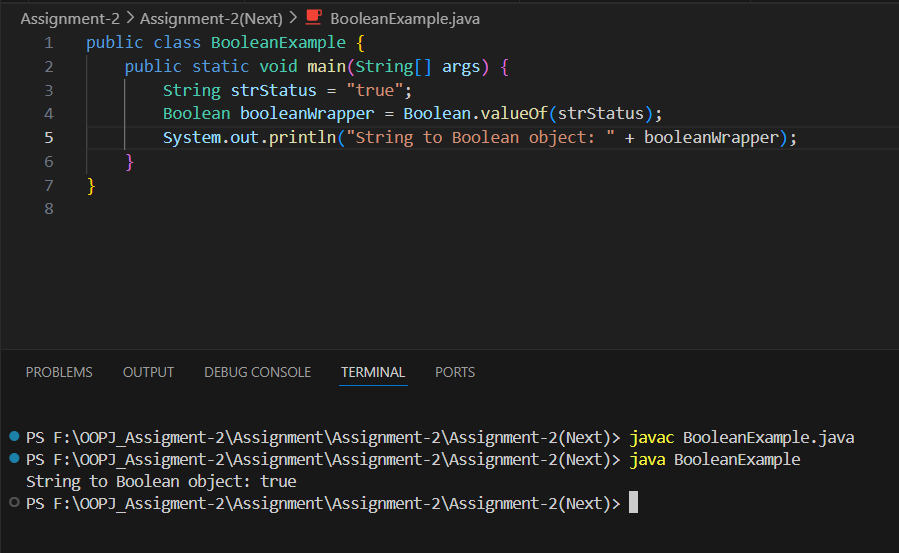 Assignment-2 > Assignment-2(Next) > BooleanExample.java
1 public class BooleanExample {
2     public static void main(String[] args) {
3         String strStatus = "true";
4         Boolean booleanWrapper = Boolean.valueOf(strStatus);
5         System.out.println("String to Boolean object: " + booleanWrapper);
6     }
7 }
8
PROBLEMS OUTPUT DEBUG CONSOLE TERMINAL PORTS
PS F:\OOPJ_Assigment-2\Assignment\Assignment-2\Assignment-2(Next)> javac BooleanExample.java
PS F:\OOPJ_Assigment-2\Assignment\Assignment-2\Assignment-2(Next)> java BooleanExample
String to Boolean object: true
PS F:\OOPJ_Assigment-2\Assignment\Assignment-2\Assignment-2(Next)>